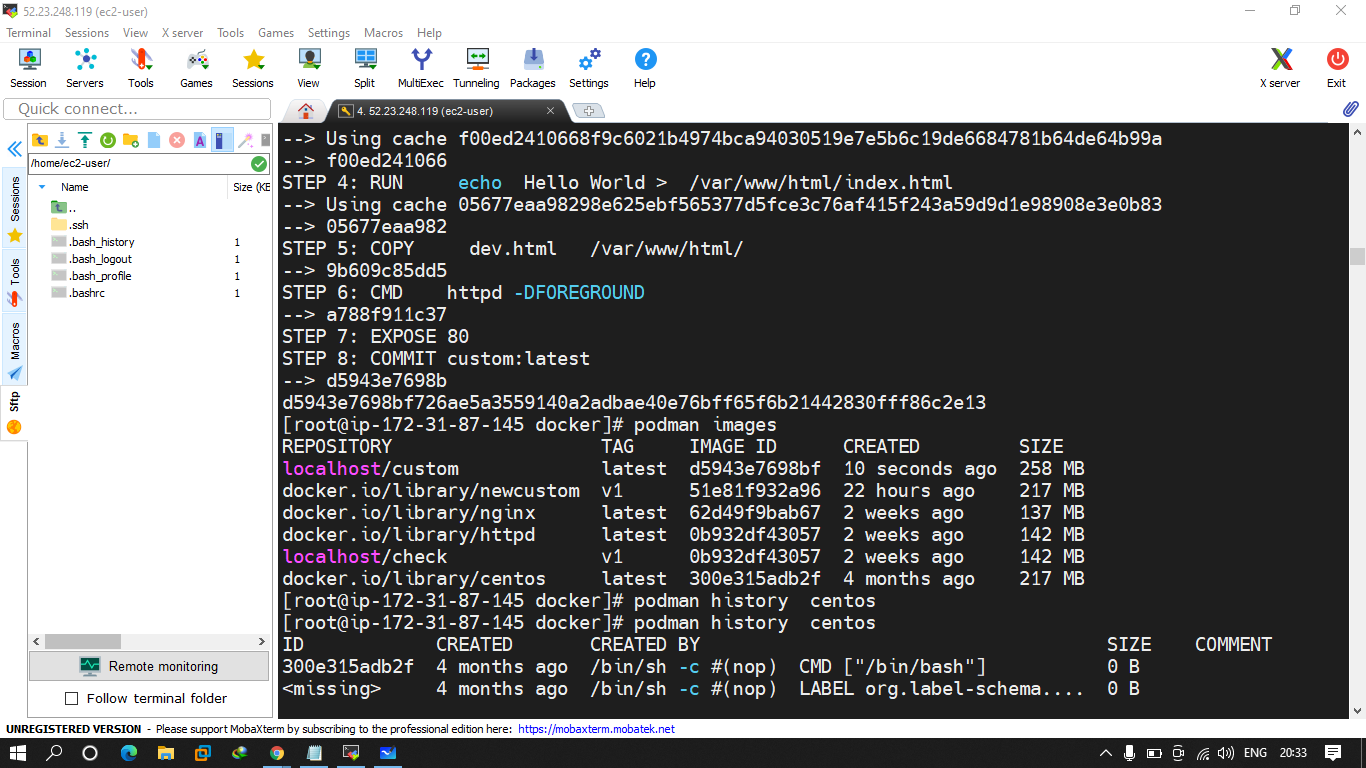 52.23.248.119 (ec2-user)
Terminal Sessions View X server Tools Games Settings Macros Help
Session Servers Tools Games Sessions View Split MultiExec Tunneling Packages Settings Help X server Exit
Quick connect...
4. 52.23.248.119 (ec2-user)
/home/ec2-user/
Name Size (KB
..
.ssh
.bash_history 1
.bash_logout 1
.bash_profile 1
.bashrc 1
Sessions
Tools
Macros
Sftp
Remote monitoring
Follow terminal folder
--> Using cache f00ed2410668f9c6021b4974bca94030519e7e5b6c19de6684781b64de64b99a
--> f00ed241066
STEP 4: RUN echo Hello World > /var/www/html/index.html
--> Using cache 05677eaa98298e625ebf565377d5fce3c76af415f243a59d9d1e98908e3e0b83
--> 05677eaa982
STEP 5: COPY dev.html /var/www/html/
--> 9b609c85dd5
STEP 6: CMD httpd -DFOREGROUND
--> a788f911c37
STEP 7: EXPOSE 80
STEP 8: COMMIT custom:latest
--> d5943e7698b
d5943e7698bf726ae5a3559140a2adbae40e76bff65f6b21442830fff86c2e13
[root@ip-172-31-87-145 docker]# podman images
REPOSITORY TAG IMAGE ID CREATED SIZE
localhost/custom latest d5943e7698bf 10 seconds ago 258 MB
docker.io/library/newcustom v1 51e81f932a96 22 hours ago 217 MB
docker.io/library/nginx latest 62d49f9bab67 2 weeks ago 137 MB
docker.io/library/httpd latest 0b932df43057 2 weeks ago 142 MB
localhost/check v1 0b932df43057 2 weeks ago 142 MB
docker.io/library/centos latest 300e315adb2f 4 months ago 217 MB
[root@ip-172-31-87-145 docker]# podman history centos
[root@ip-172-31-87-145 docker]# podman history centos
ID CREATED CREATED BY SIZE COMMENT
300e315adb2f 4 months ago /bin/sh -c #(nop) CMD ["/bin/bash"] 0 B
<missing> 4 months ago /bin/sh -c #(nop) LABEL org.label-schema.... 0 B
UNREGISTERED VERSION - Please support MobaXterm by subscribing to the professional edition here: https://mobaxterm.mobatek.net
ENG 20:33